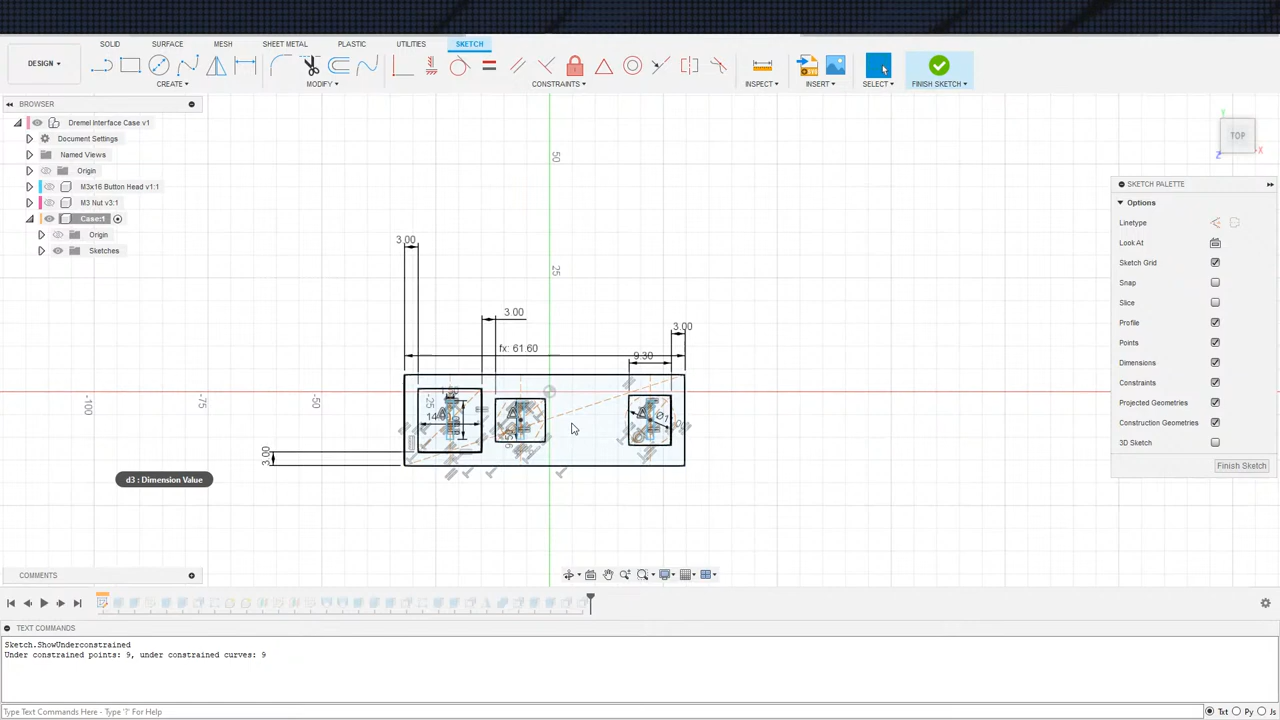 SOLID SURFACE MESH SHEET METAL PLASTIC UTILITIES SKETCH
DESIGN
CREATE MODIFY CONSTRAINTS INSPECT INSERT SELECT FINISH SKETCH
BROWSER
Dremel Interface Case v1
Document Settings
Named Views
Origin
M3x16 Button Head v1:1
M3 Nut v3:1
Case:1
Origin
Sketches
TOP
Y
X
Z
SKETCH PALETTE
Options
Linetype
Look At
Sketch Grid
Snap
Slice
Profile
Points
Dimensions
Constraints
Projected Geometries
Construction Geometries
3D Sketch
Finish Sketch
50
25
-100
-75
-50
-25
3.00
3.00
3.00
fx: 61.60
9.30
3.00
d3 : Dimension Value
COMMENTS
TEXT COMMANDS
Sketch.ShowUnderconstrained
Under constrained points: 9, under constrained curves: 9
Type Text Commands Here - Type '?' For Help
Txt Py Js